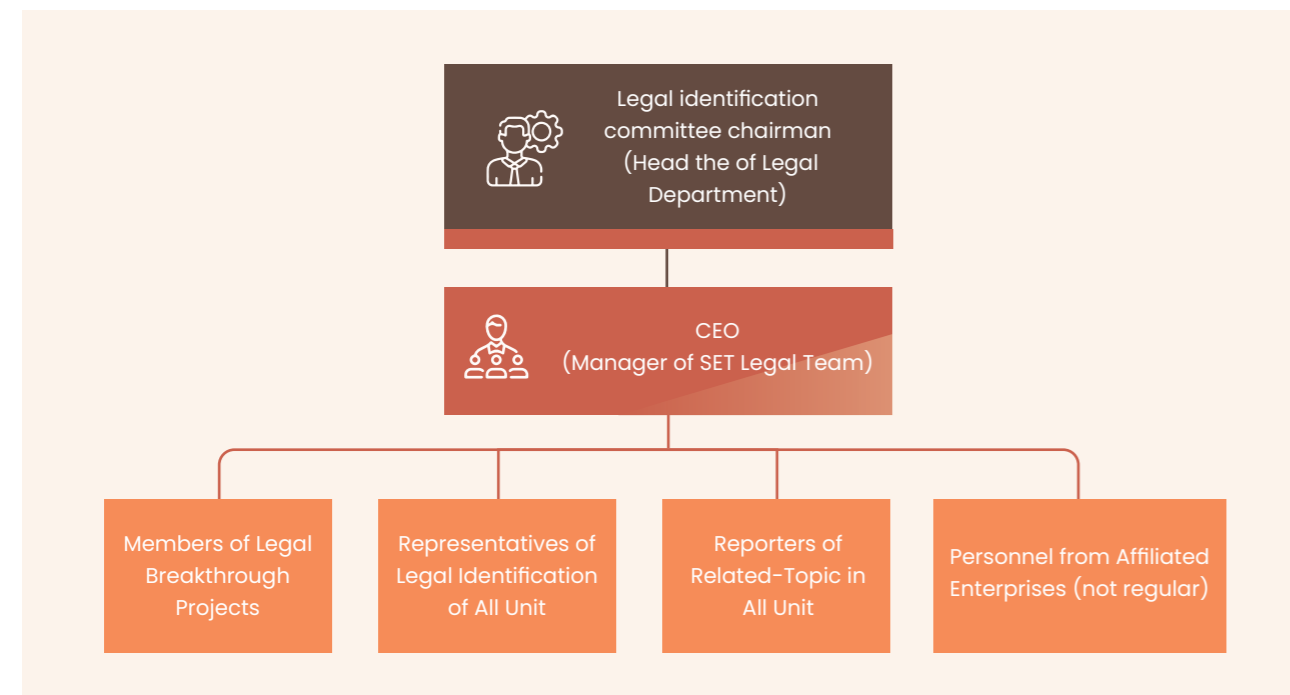 Legal identification
committee chairman
(Head the of Legal
Department)
CEO
(Manager of SET Legal Team)
Members of Legal
Breakthrough
Projects
Representatives of
Legal Identification
of All Unit
Reporters of
Related-Topic in
All Unit
Personnel from Affiliated
Enterprises (not regular)